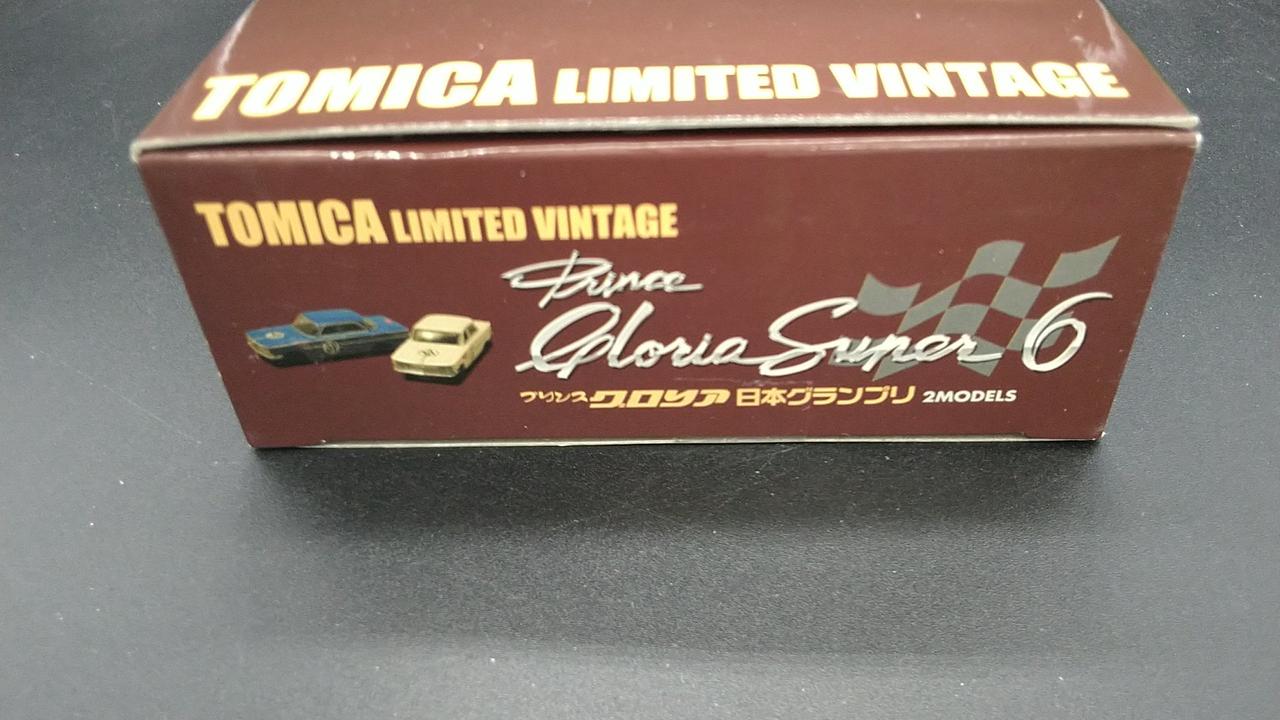 TOMICA LIMITED VINTAGE
TOMICA LIMITED VINTAGE
Prince
Gloria Super 6
プリンス グロリア 日本グランプリ 2MODELS